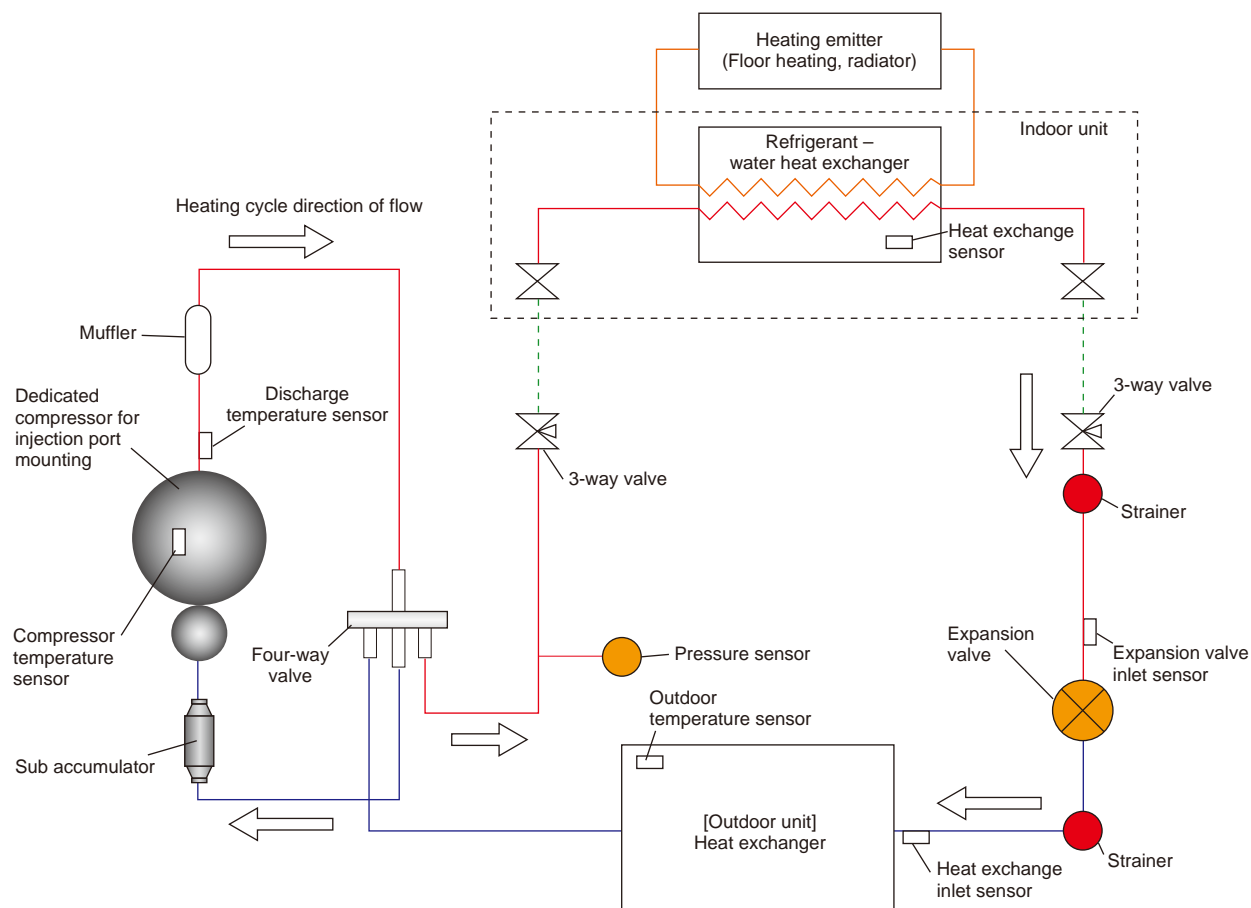 Heating emitter
(Floor heating, radiator)
Indoor unit
Refrigerant –
water heat exchanger
Heating cycle direction of flow
Heat exchange
sensor
Muffler
Discharge
temperature sensor
Dedicated
compressor for
injection port
mounting
3-way valve
3-way valve
Strainer
Compressor
temperature
sensor
Four-way
valve
Pressure sensor
Expansion
valve
Expansion valve
inlet sensor
Outdoor
temperature sensor
Sub accumulator
[Outdoor unit]
Heat exchanger
Heat exchange
inlet sensor
Strainer